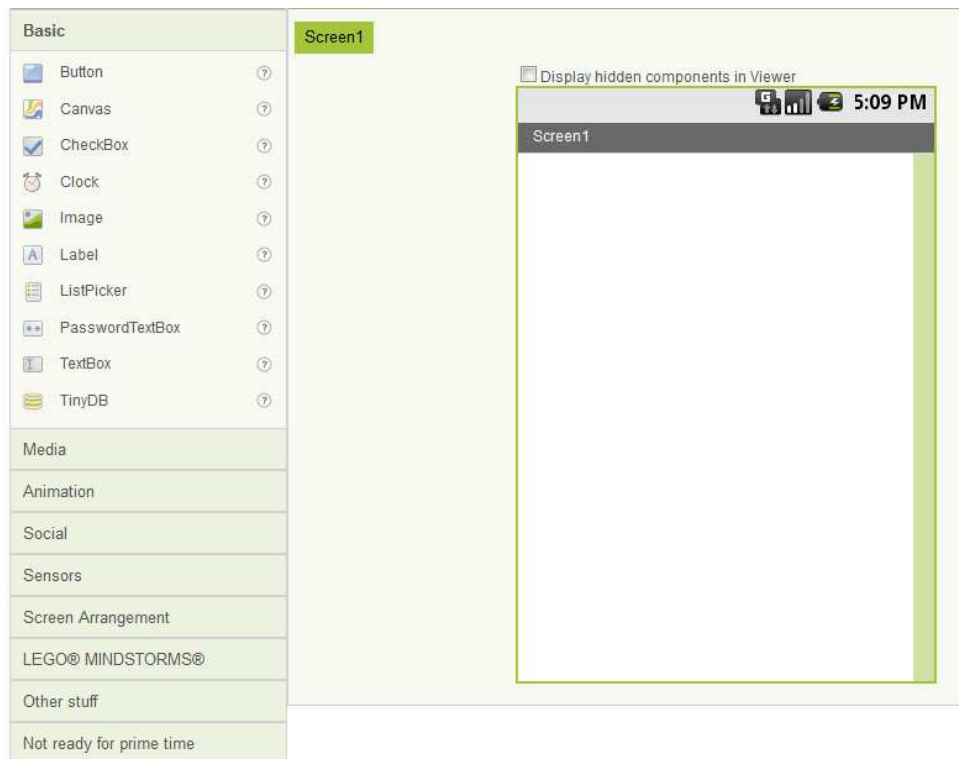 Basic
Button ?
Canvas ?
CheckBox ?
Clock ?
Image ?
A Label ?
ListPicker ?
PasswordTextBox ?
TextBox ?
TinyDB ?
Media
Animation
Social
Sensors
Screen Arrangement
LEGO® MINDSTORMS®
Other stuff
Not ready for prime time
Screen1
Display hidden components in Viewer
G 5:09 PM
Screen1